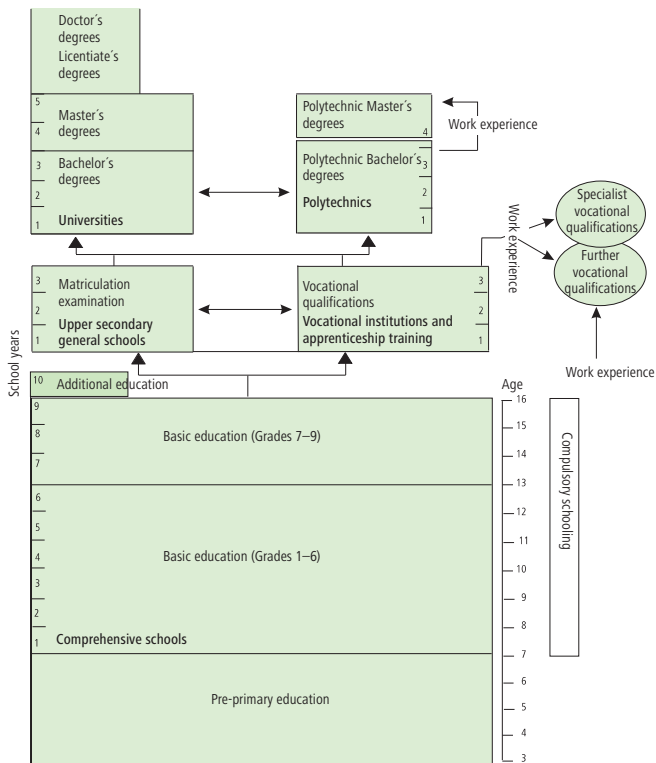 Doctor´s
degrees
Licentiate´s
degrees
5
4
Master´s
degrees
3
2
1
Bachelor´s
degrees
Universities
Polytechnic Master´s
degrees
4
Work experience
Polytechnic Bachelor´s
degrees
Polytechnics
3
2
1
Work experience
Specialist
vocational
qualifications
Further
vocational
qualifications
Work experience
3
2
1
Matriculation
examination
Upper secondary
general schools
Vocational
qualifications
Vocational institutions and
apprenticeship training
3
2
1
School years
10 Additional education
9
8
7
Basic education (Grades 7–9)
6
5
4
3
2
1
Basic education (Grades 1–6)
Comprehensive schools
Pre-primary education
Age
16
15
14
13
12
11
10
9
8
7
6
5
4
3
Compulsory schooling